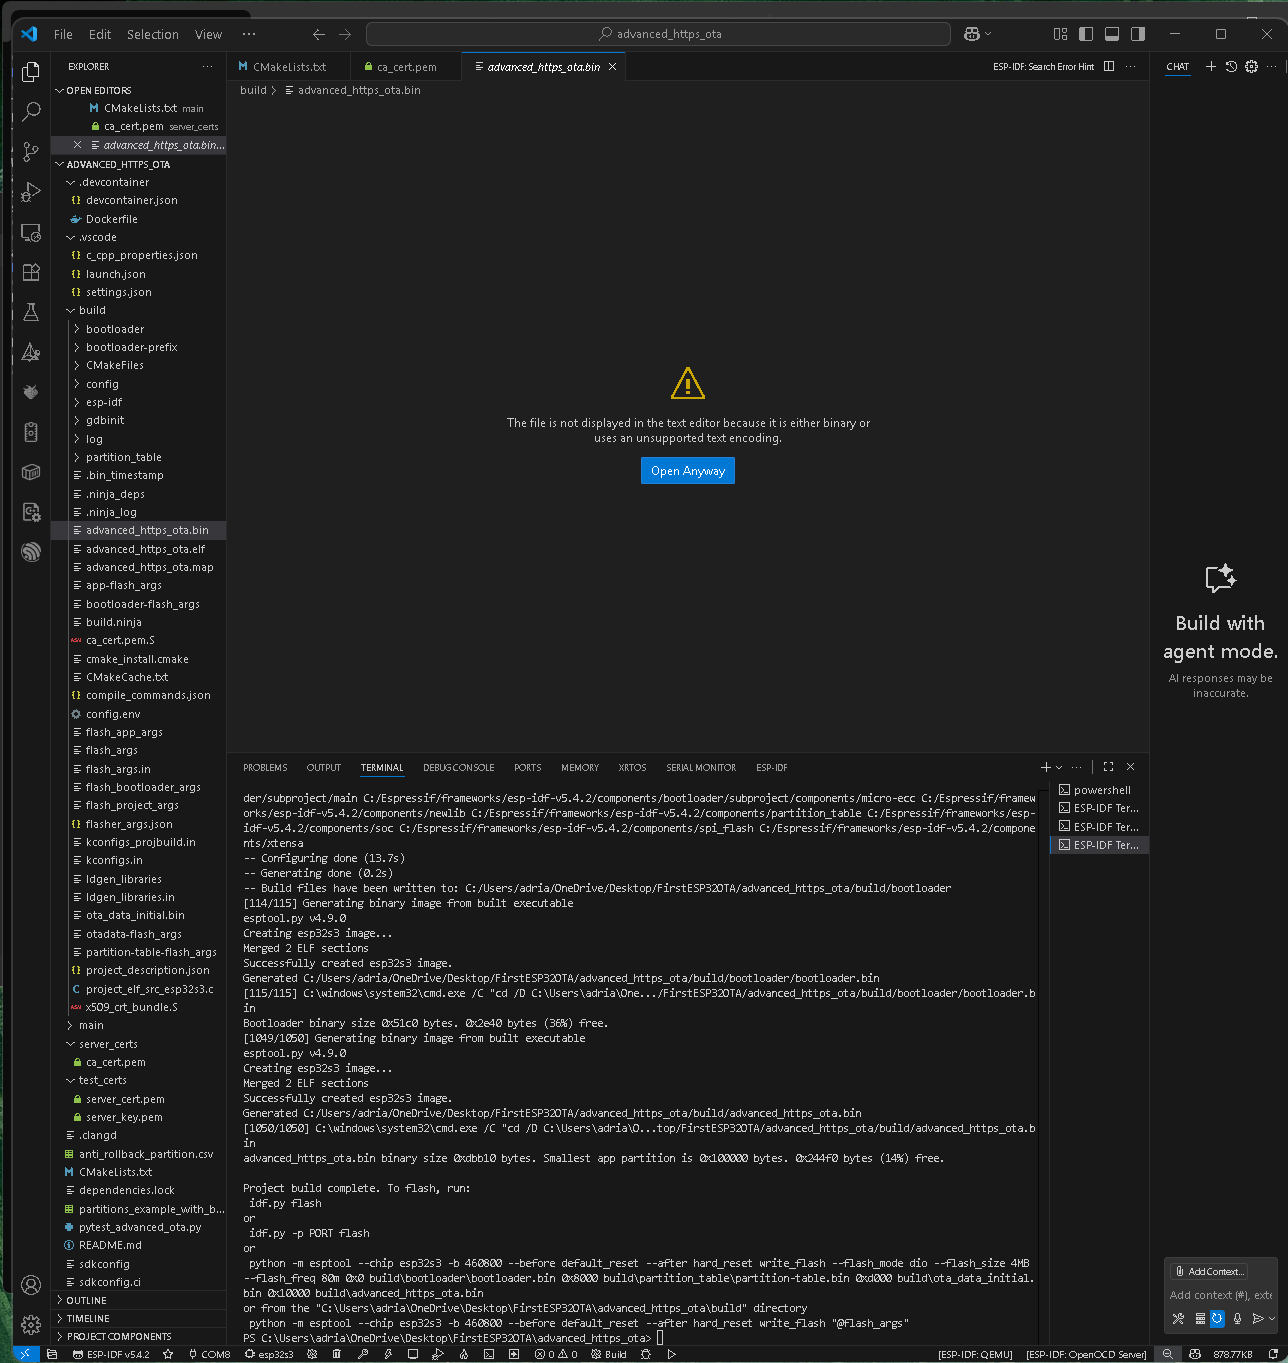 File Edit Selection View ··· advanced_https_ota
EXPLORER ···
OPEN EDITORS
CMakeLists.txt main
ca_cert.pem server_certs
advanced_https_ota.bin...
ADVANCED_HTTPS_OTA
.devcontainer
devcontainer.json
Dockerfile
.vscode
c_cpp_properties.json
launch.json
settings.json
build
bootloader
bootloader-prefix
CMakeFiles
config
esp-idf
gdbinit
log
partition_table
.bin_timestamp
.ninja_deps
.ninja_log
advanced_https_ota.bin
advanced_https_ota.elf
advanced_https_ota.map
app-flash_args
bootloader-flash_args
build.ninja
ca_cert.pem.S
cmake_install.cmake
CMakeCache.txt
compile_commands.json
config.env
flash_app_args
flash_args
flash_args.in
flash_bootloader_args
flash_project_args
flasher_args.json
kconfigs_projbuild.in
kconfigs.in
ldgen_libraries
ldgen_libraries.in
ota_data_initial.bin
otadata-flash_args
partition-table-flash_args
project_description.json
project_elf_src_esp32s3.c
x509_crt_bundle.S
main
server_certs
ca_cert.pem
test_certs
server_cert.pem
server_key.pem
.clangd
anti_rollback_partition.csv
CMakeLists.txt
dependencies.lock
partitions_example_with_b...
pytest_advanced_ota.py
README.md
sdkconfig
sdkconfig.ci
OUTLINE
TIMELINE
PROJECT COMPONENTS
CMakeLists.txt ca_cert.pem advanced_https_ota.bin ESP-IDF: Search Error Hint ···
build > advanced_https_ota.bin
The file is not displayed in the text editor because it is either binary or
uses an unsupported text encoding.
Open Anyway
PROBLEMS OUTPUT TERMINAL DEBUG CONSOLE PORTS MEMORY XRTOS SERIAL MONITOR ESP-IDF
der/subproject/main C:/Espressif/frameworks/esp-idf-v5.4.2/components/bootloader/subproject/components/micro-ecc C:/Espressif/framew
orks/esp-idf-v5.4.2/components/newlib C:/Espressif/frameworks/esp-idf-v5.4.2/components/partition_table C:/Espressif/frameworks/esp-
idf-v5.4.2/components/soc C:/Espressif/frameworks/esp-idf-v5.4.2/components/spi_flash C:/Espressif/frameworks/esp-idf-v5.4.2/compone
nts/xtensa
-- Configuring done (13.7s)
-- Generating done (0.2s)
-- Build files have been written to: C:/Users/adria/OneDrive/Desktop/FirstESP32OTA/advanced_https_ota/build/bootloader
[114/115] Generating binary image from built executable
esptool.py v4.9.0
Creating esp32s3 image...
Merged 2 ELF sections
Successfully created esp32s3 image.
Generated C:/Users/adria/OneDrive/Desktop/FirstESP32OTA/advanced_https_ota/build/bootloader/bootloader.bin
[115/115] C:\windows\system32\cmd.exe /C "cd /D C:\Users\adria\One.../FirstESP32OTA/advanced_https_ota/build/bootloader/bootloader.b
in
Bootloader binary size 0x51c0 bytes. 0x2e40 bytes (36%) free.
[1049/1050] Generating binary image from built executable
esptool.py v4.9.0
Creating esp32s3 image...
Merged 2 ELF sections
Successfully created esp32s3 image.
Generated C:/Users/adria/OneDrive/Desktop/FirstESP32OTA/advanced_https_ota/build/advanced_https_ota.bin
[1050/1050] C:\windows\system32\cmd.exe /C "cd /D C:\Users\adria\O...top/FirstESP32OTA/advanced_https_ota/build/advanced_https_ota.b
in
advanced_https_ota.bin binary size 0xdbb10 bytes. Smallest app partition is 0x100000 bytes. 0x244f0 bytes (14%) free.
Project build complete. To flash, run:
idf.py flash
or
idf.py -p PORT flash
or
python -m esptool --chip esp32s3 -b 460800 --before default_reset --after hard_reset write_flash --flash_mode dio --flash_size 4MB
--flash_freq 80m 0x0 build\bootloader\bootloader.bin 0x8000 build\partition_table\partition-table.bin 0xd000 build\ota_data_initial.
bin 0x10000 build\advanced_https_ota.bin
or from the "C:\Users\adria\OneDrive\Desktop\FirstESP32OTA\advanced_https_ota\build" directory
python -m esptool --chip esp32s3 -b 460800 --before default_reset --after hard_reset write_flash "@flash_args"
PS C:\Users\adria\OneDrive\Desktop\FirstESP32OTA\advanced_https_ota>
powershell
ESP-IDF Ter...
ESP-IDF Ter...
ESP-IDF Ter...
CHAT
Build with
agent mode.
AI responses may be
inaccurate.
Add Context...
Add context (#), exte
ESP-IDF v5.4.2 COM8 esp32s3 0 0 Build [ESP-IDF: QEMU] [ESP-IDF: OpenOCD Server] 878.77KB